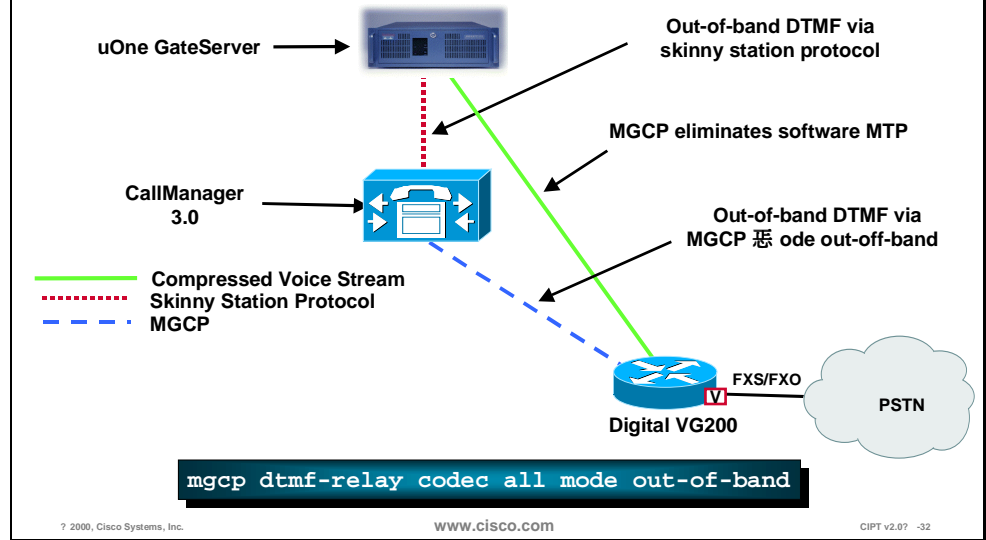 uOne GateServer
Out-of-band DTMF via
skinny station protocol
MGCP eliminates software MTP
CallManager
3.0
Out-of-band DTMF via
MGCP 恶 ode out-off-band
Compressed Voice Stream
Skinny Station Protocol
MGCP
FXS/FXO
V
PSTN
Digital VG200
mgcp dtmf-relay codec all mode out-of-band
? 2000, Cisco Systems, Inc.
www.cisco.com
CIPT v2.0? -32